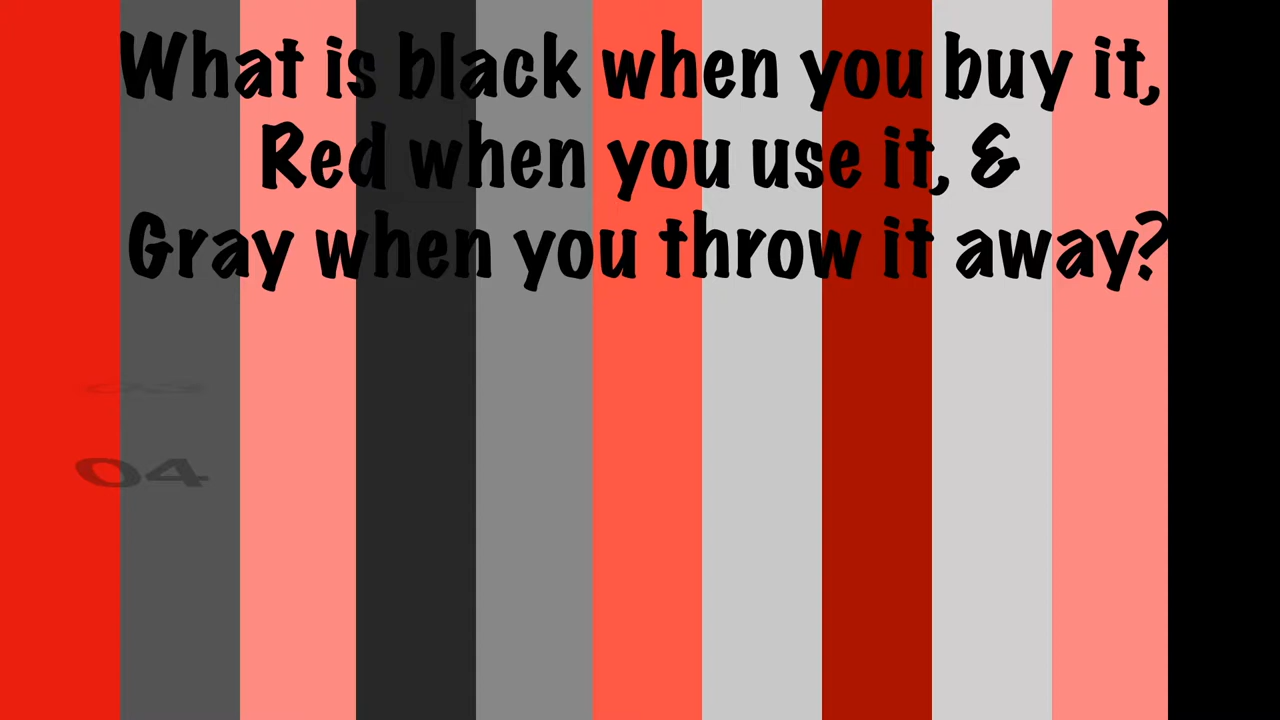 What is black when you buy it,
Red when you use it, &
Gray when you throw it away?
04